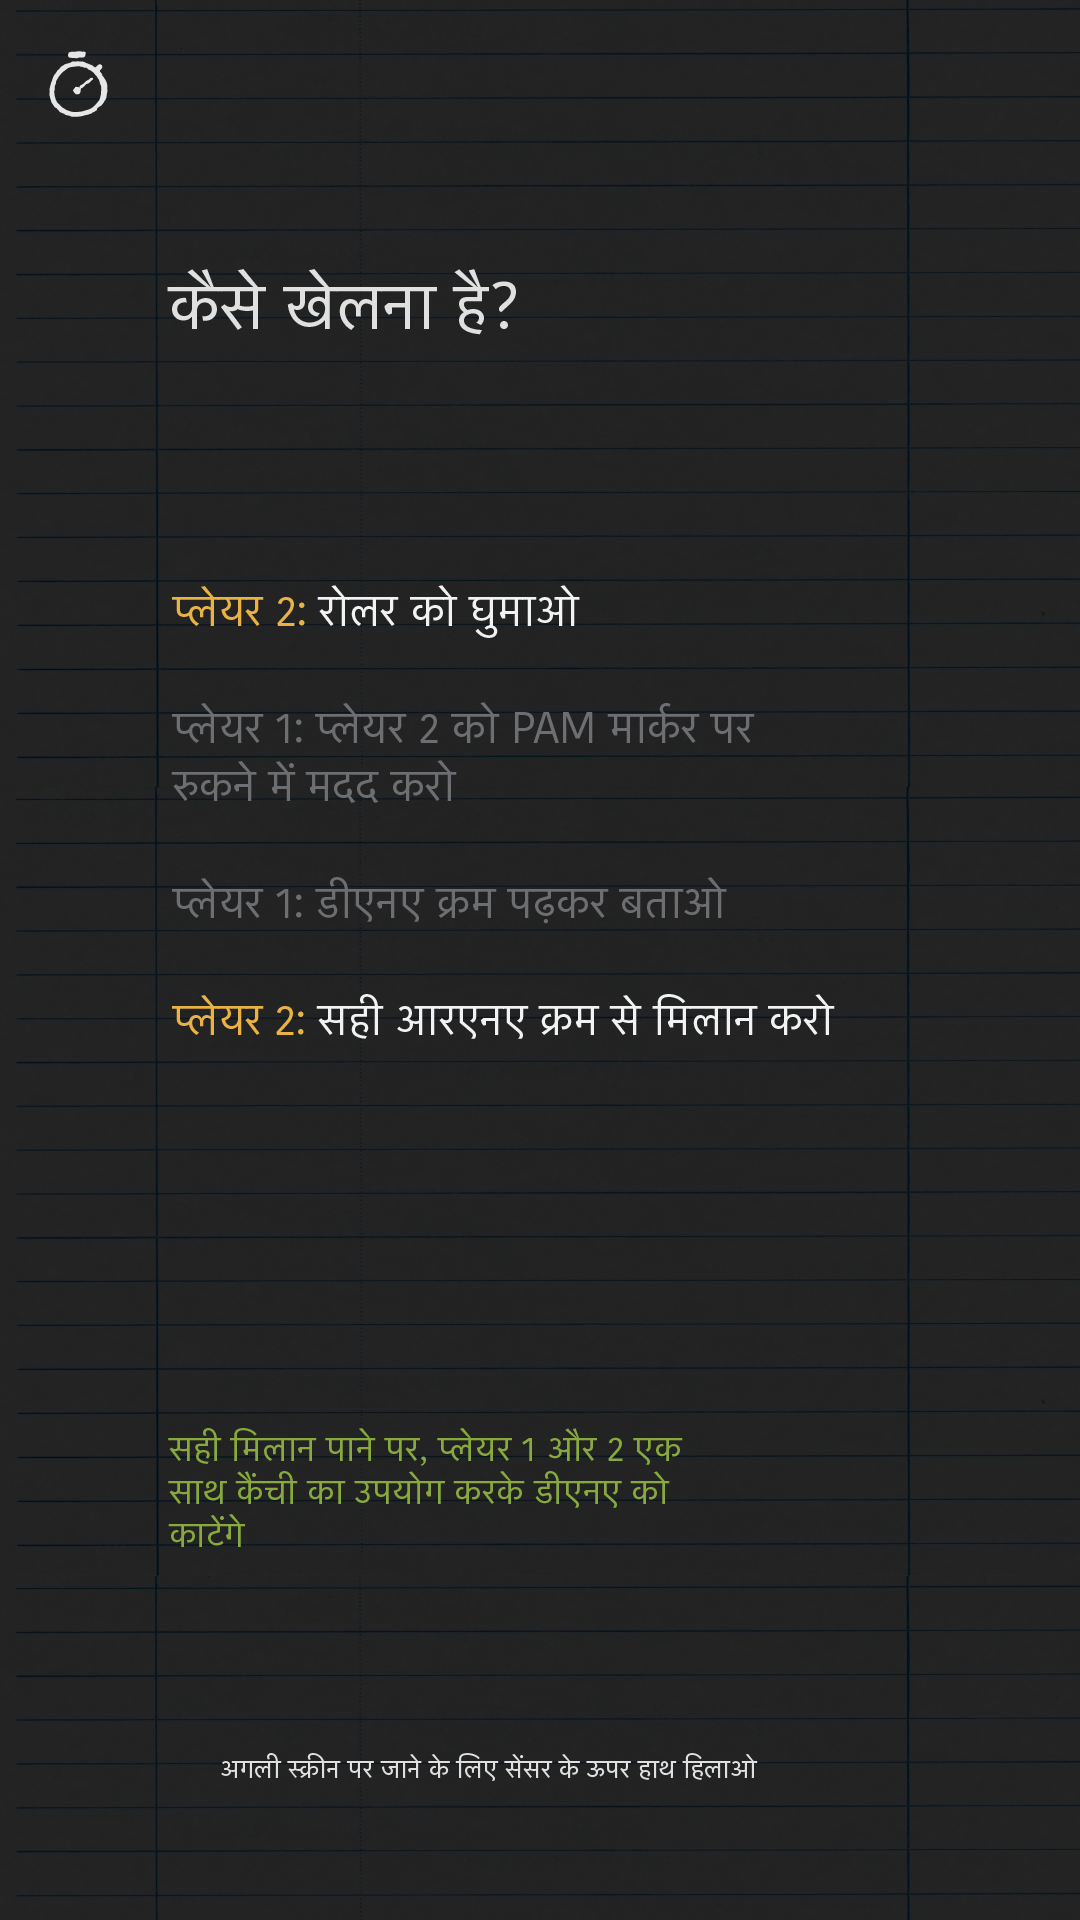 कैसे खेलना है?
प्लेयर 2: रोलर को घुमाओ
प्लेयर 1: प्लेयर 2 को PAM मार्कर पर
रुकने में मदद करो
प्लेयर 1: डीएनए क्रम पढ़कर बताओ
प्लेयर 2: सही आरएनए क्रम से मिलान करो
सही मिलान पाने पर, प्लेयर 1 और 2 एक
साथ कैंची का उपयोग करके डीएनए को
काटेंगे
अगली स्क्रीन पर जाने के लिए सेंसर के ऊपर हाथ हिलाओ